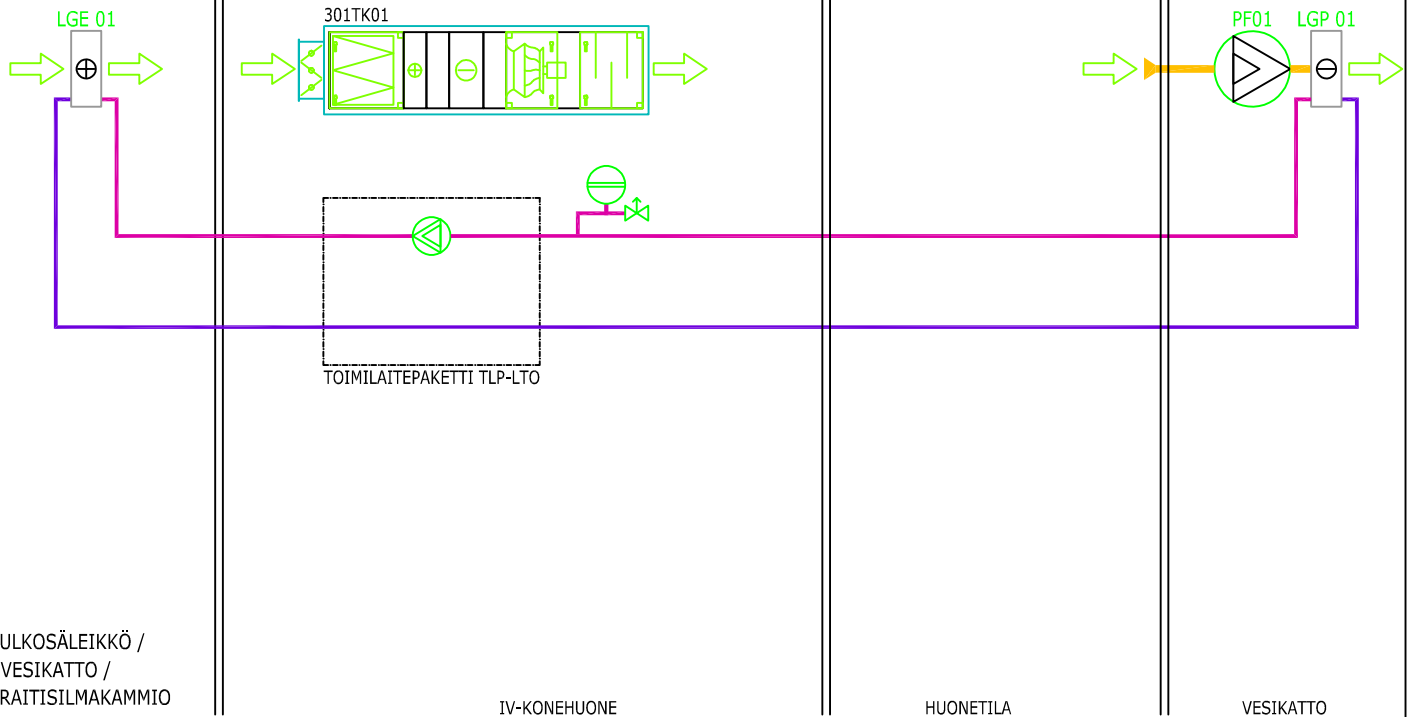 LGE 01
301TK01
PF01
LGP 01
TOIMILAITEPAKETTI TLP-LTO
ULKOSÄLEIKKÖ /
VESIKATTO /
RAITISILMAKAMMIO
IV-KONEHUONE
HUONETILA
VESIKATTO